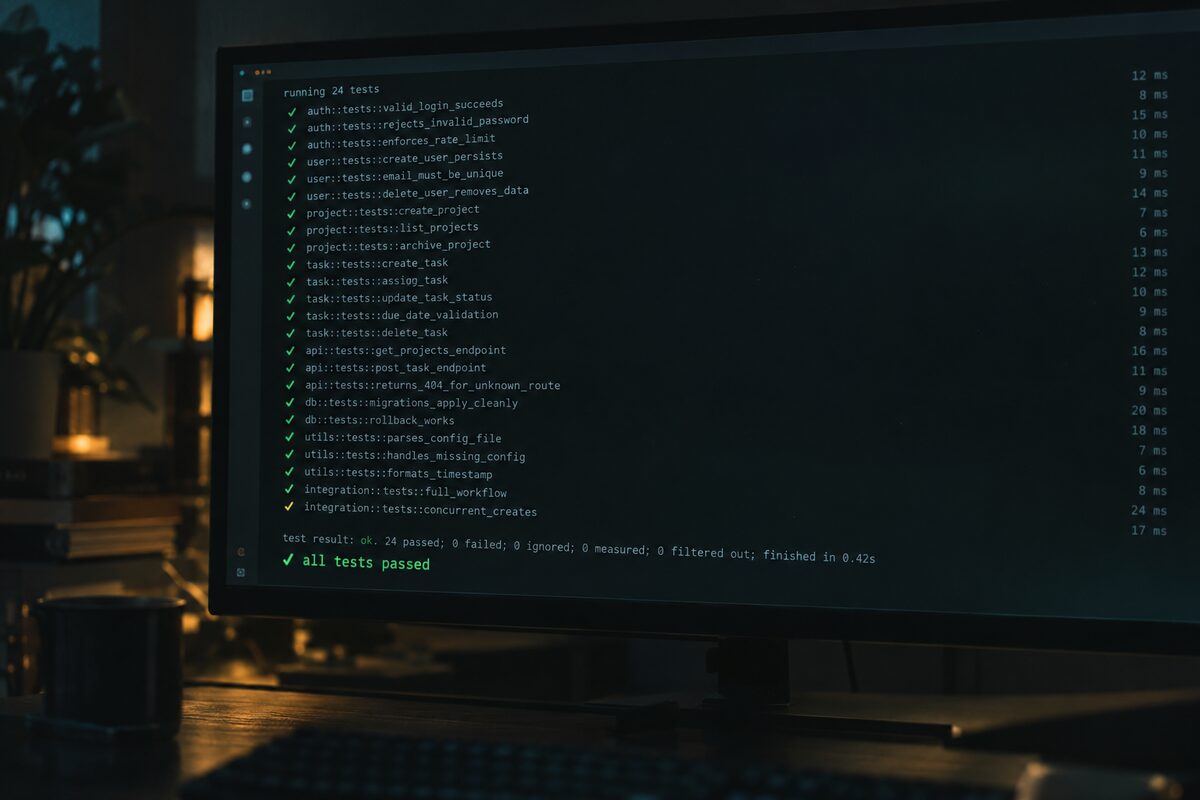 running 24 tests
✓ auth::tests::valid_login_succeeds 12 ms
✓ auth::tests::rejects_invalid_password 8 ms
✓ auth::tests::enforces_rate_limit 15 ms
✓ user::tests::create_user_persists 10 ms
✓ user::tests::email_must_be_unique 11 ms
✓ user::tests::delete_user_removes_data 9 ms
✓ project::tests::create_project 14 ms
✓ project::tests::list_projects 7 ms
✓ project::tests::archive_project 6 ms
✓ task::tests::create_task 13 ms
✓ task::tests::assign_task 12 ms
✓ task::tests::update_task_status 10 ms
✓ task::tests::due_date_validation 9 ms
✓ task::tests::delete_task 8 ms
✓ api::tests::get_projects_endpoint 16 ms
✓ api::tests::post_task_endpoint 11 ms
✓ api::tests::returns_404_for_unknown_route 9 ms
✓ db::tests::migrations_apply_cleanly 20 ms
✓ db::tests::rollback_works 18 ms
✓ utils::tests::parses_config_file 7 ms
✓ utils::tests::handles_missing_config 6 ms
✓ utils::tests::formats_timestamp 8 ms
✓ integration::tests::full_workflow 24 ms
✓ integration::tests::concurrent_creates 17 ms
test result: ok. 24 passed; 0 failed; 0 ignored; 0 measured; 0 filtered out; finished in 0.42s
✓ all tests passed